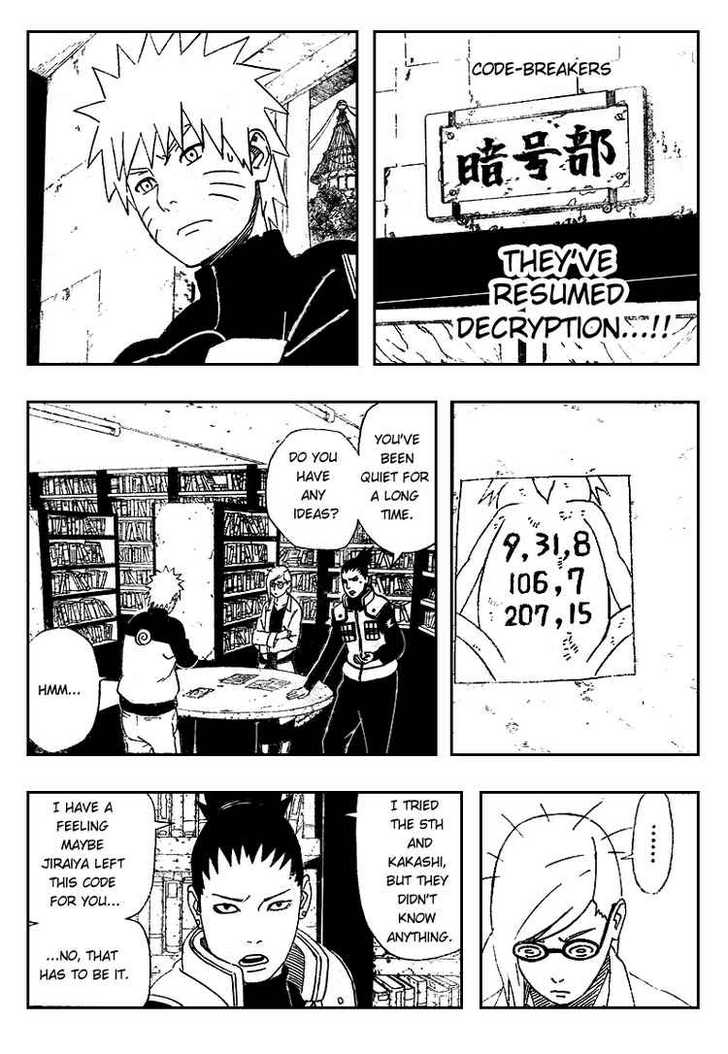 CODE-BREAKERS
暗号部
THEY'VE
RESUMED
DECRYPTION...!!
9,31,8
106,7
207,15
YOU'VE
BEEN
QUIET FOR
A LONG
TIME.
DO YOU
HAVE
ANY
IDEAS?
HMM...
......
I TRIED
THE 5TH
AND
KAKASHI,
BUT THEY
DIDN'T
KNOW
ANYTHING.
I HAVE A
FEELING
MAYBE
JIRAIYA LEFT
THIS CODE
FOR YOU...
...NO, THAT
HAS TO BE IT.